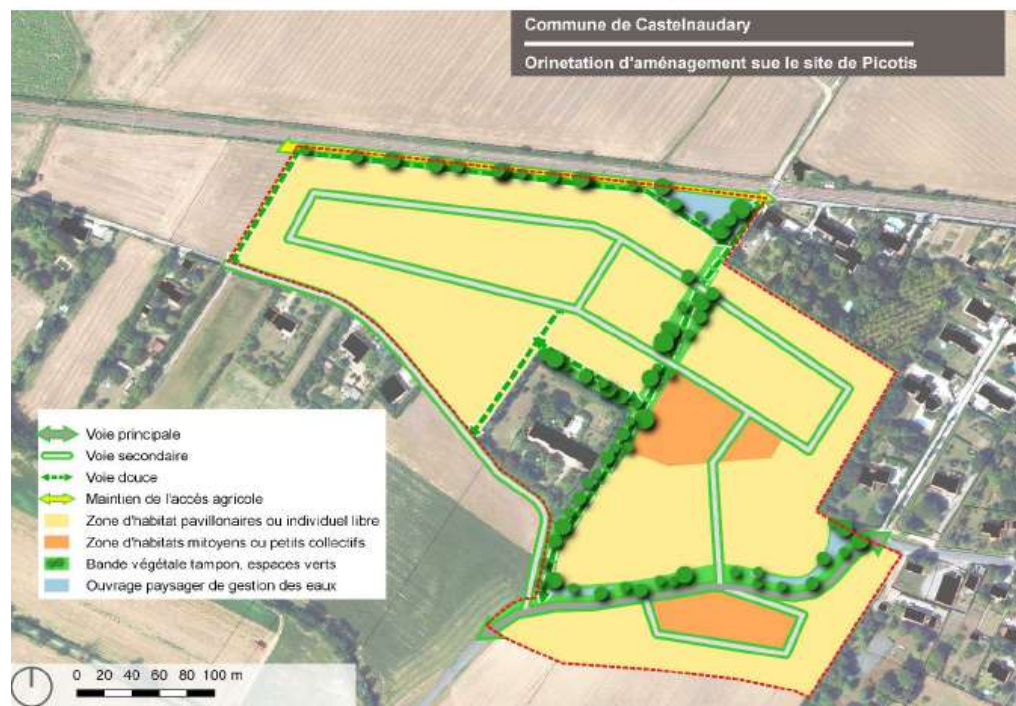 Commune de Castelnaudary
Orinetation d'aménagement sue le site de Picotis
Voie principale
Voie secondaire
Voie douce
Maintien de l'accès agricole
Zone d'habitat pavillonaires ou individuel libre
Zone d'habitats mitoyens ou petits collectifs
Bande végétale tampon, espaces verts
Ouvrage paysager de gestion des eaux
0 20 40 60 80 100 m